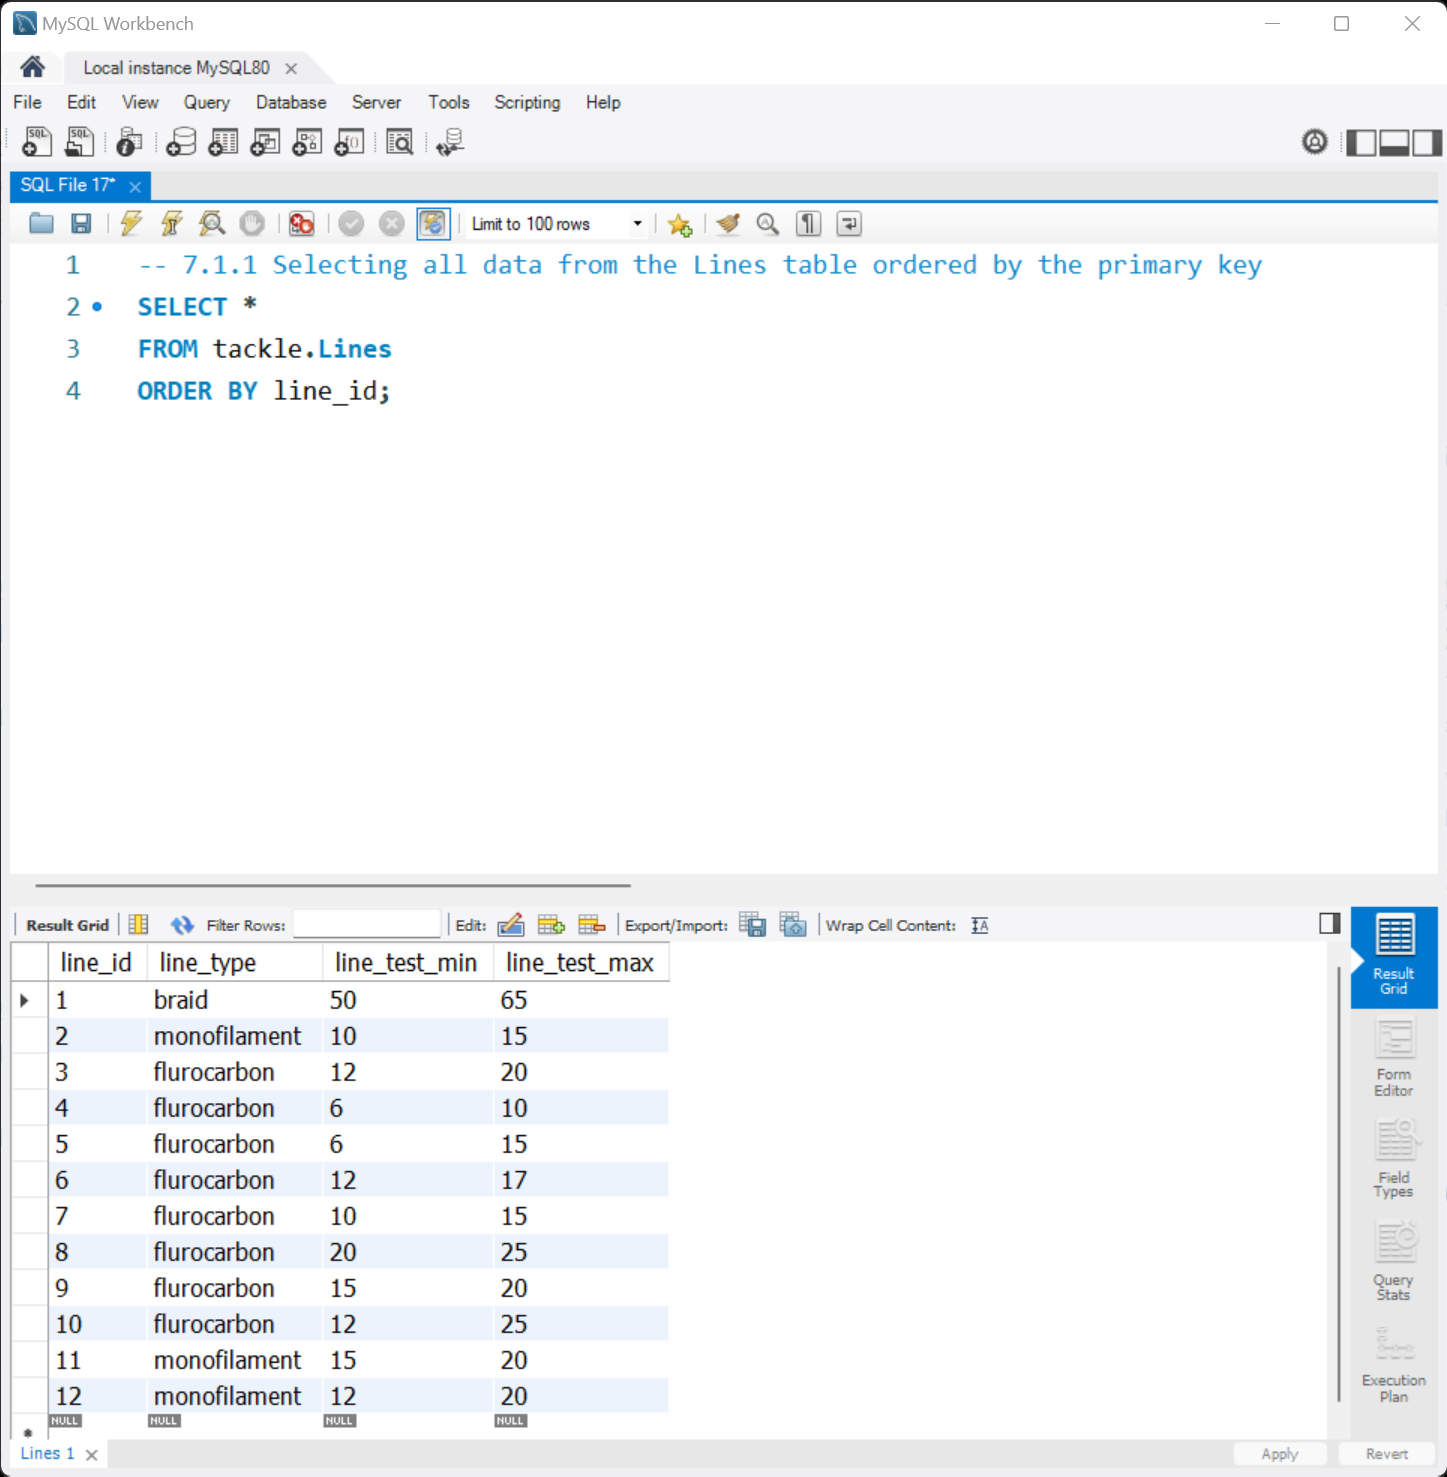 MySQL Workbench
Local instance MySQL80
File Edit View Query Database Server Tools Scripting Help
SQL SQL
SQL File 17*
Limit to 100 rows
1 -- 7.1.1 Selecting all data from the Lines table ordered by the primary key
2 SELECT *
3 FROM tackle.Lines
4 ORDER BY line_id;
Result Grid Filter Rows: Edit: Export/Import: Wrap Cell Content:
line_id line_type line_test_min line_test_max
1 braid 50 65
2 monofilament 10 15
3 flurocarbon 12 20
4 flurocarbon 6 10
5 flurocarbon 6 15
6 flurocarbon 12 17
7 flurocarbon 10 15
8 flurocarbon 20 25
9 flurocarbon 15 20
10 flurocarbon 12 25
11 monofilament 15 20
12 monofilament 12 20
NULL NULL NULL NULL
Result
Grid
Form
Editor
Field
Types
Query
Stats
Execution
Plan
Lines 1
Apply Revert